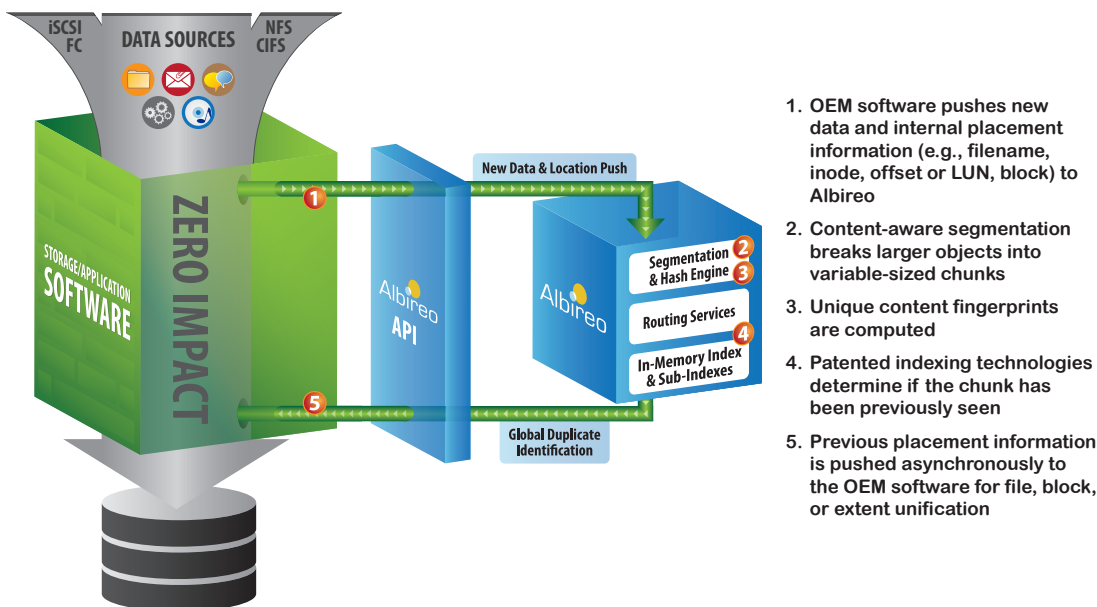 iSCSI
FC
DATA SOURCES
NFS
CIFS
STORAGE/APPLICATION
SOFTWARE
ZERO IMPACT
1
New Data & Location Push
Albireo
API
Albireo
Segmentation 2
& Hash Engine 3
Routing Services
4
In-Memory Index
& Sub-Indexes
5
Global Duplicate
Identification
1. OEM software pushes new
data and internal placement
information (e.g., filename,
inode, offset or LUN, block) to
Albireo
2. Content-aware segmentation
breaks larger objects into
variable-sized chunks
3. Unique content fingerprints
are computed
4. Patented indexing technologies
determine if the chunk has
been previously seen
5. Previous placement information
is pushed asynchronously to
the OEM software for file, block,
or extent unification